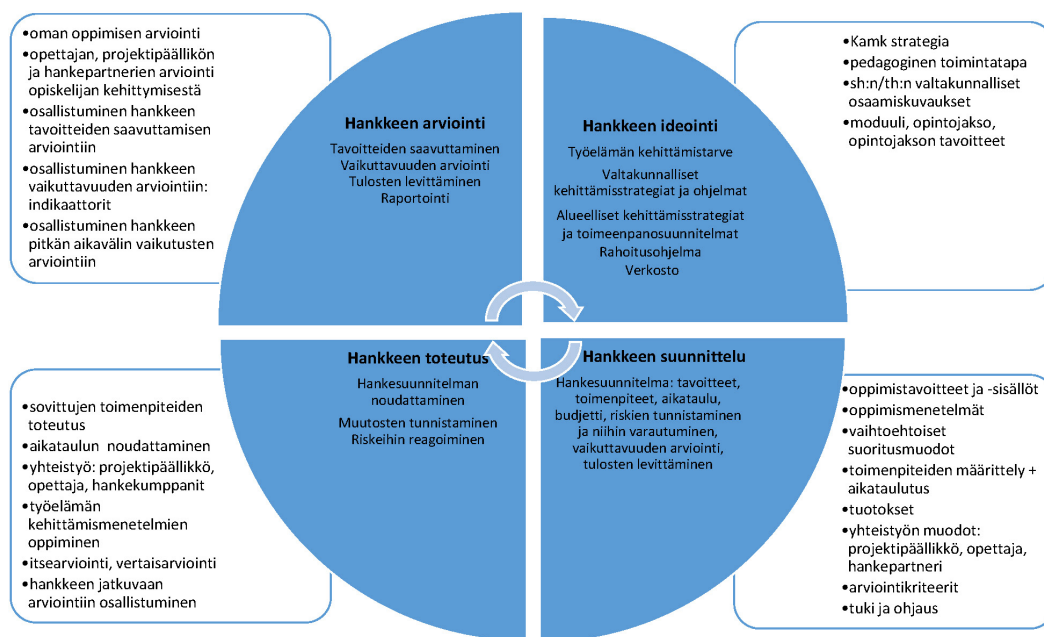 •oman oppimisen arviointi
•opettajan, projektipäällikön
ja hankepartnerien arviointi
opiskelijan kehittymisestä
•osallistuminen hankkeen
tavoitteiden saavuttamisen
arviointiin
•osallistuminen hankkeen
vaikuttavuuden arviointiin:
indikaattorit
•osallistuminen hankkeen
pitkän aikavälin vaikutusten
arviointiin
Hankkeen arviointi
Tavoitteiden saavuttaminen
Vaikuttavuuden arviointi
Tulosten levittäminen
Raportointi
Hankkeen ideointi
Työelämän kehittämistarve
Valtakunnalliset
kehittämisstrategiat ja ohjelmat
Alueelliset kehittämisstrategiat
ja toimeenpanosuunnitelmat
Rahoitusohjelma
Verkosto
•Kamk strategia
•pedagoginen toimintatapa
•sh:n/th:n valtakunnalliset
osaamiskuvaukset
•moduuli, opintojakso,
opintojakson tavoitteet
•sovittujen toimenpiteiden
toteutus
•aikataulun noudattaminen
•yhteistyö: projektipäällikkö,
opettaja, hankekumppanit
•työelämän
kehittämismenetelmien
oppiminen
•itsearviointi, vertaisarviointi
•hankkeen jatkuvaan
arviointiin osallistuminen
Hankkeen toteutus
Hankesuunnitelman
noudattaminen
Muutosten tunnistaminen
Riskeihin reagoiminen
Hankkeen suunnittelu
Hankesuunnitelma: tavoitteet,
toimenpiteet, aikataulu,
budjetti, riskien tunnistaminen
ja niihin varautuminen,
vaikuttavuuden arviointi,
tulosten levittäminen
•oppimistavoitteet ja -sisällöt
•oppimismenetelmät
•vaihtoehtoiset
suoritusmuodot
•toimenpiteiden määrittely +
aikataulutus
•tuotokset
•yhteistyön muodot:
projektipäällikkö, opettaja,
hankepartneri
•arviointikriteerit
•tuki ja ohjaus